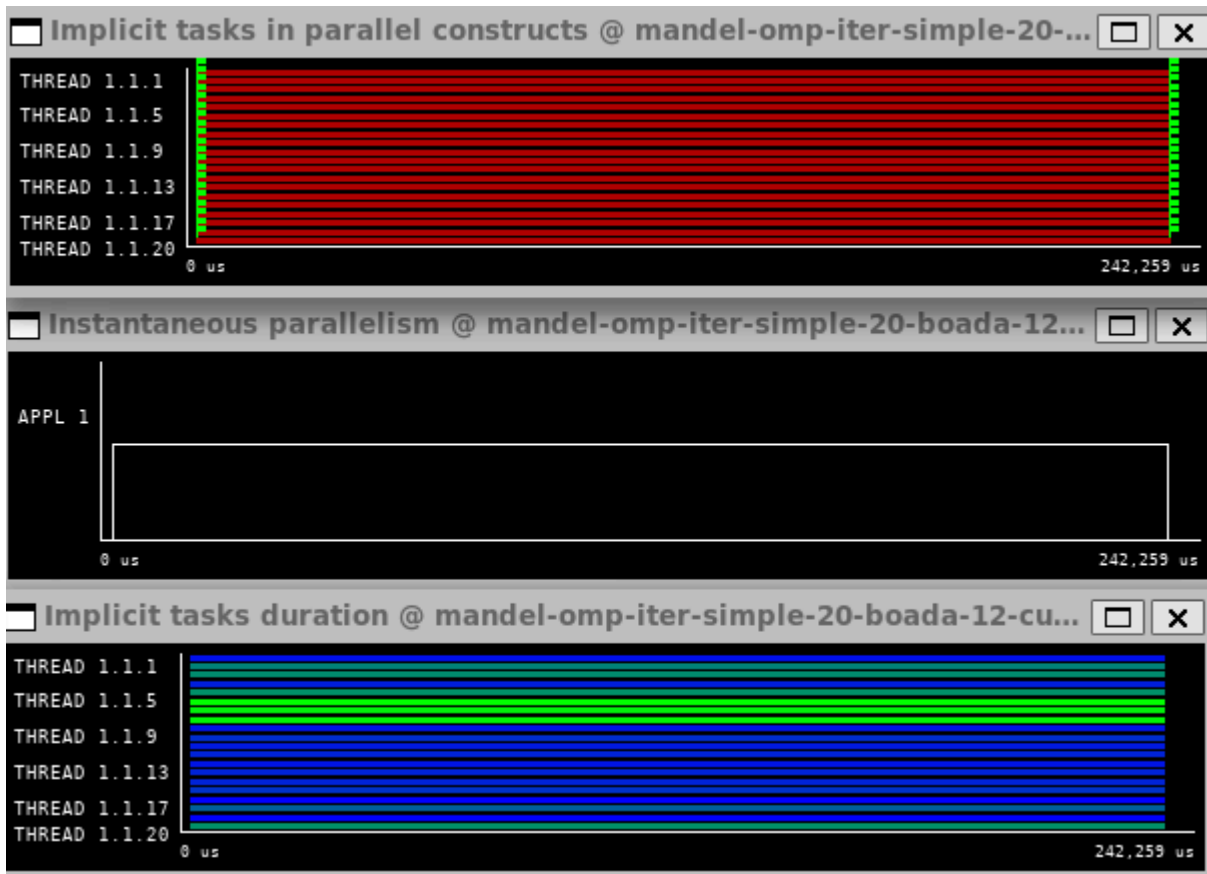 Implicit tasks in parallel constructs @ mandel-omp-iter-simple-20-...
THREAD 1.1.1
THREAD 1.1.5
THREAD 1.1.9
THREAD 1.1.13
THREAD 1.1.17
THREAD 1.1.20
0 us
242,259 us
Instantaneous parallelism @ mandel-omp-iter-simple-20-boada-12...
APPL 1
0 us
242,259 us
Implicit tasks duration @ mandel-omp-iter-simple-20-boada-12-cu...
THREAD 1.1.1
THREAD 1.1.5
THREAD 1.1.9
THREAD 1.1.13
THREAD 1.1.17
THREAD 1.1.20
0 us
242,259 us